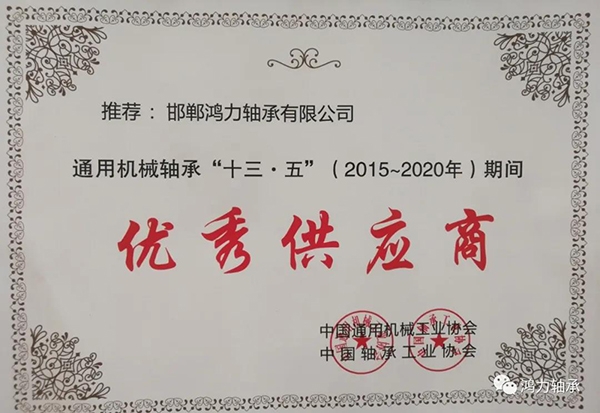 推荐：邯郸鸿力轴承有限公司
通用机械轴承“十三·五”（2015~2020年）期间
优秀供应商
中国通用机械工业协会
中国轴承工业协会
鸿力轴承